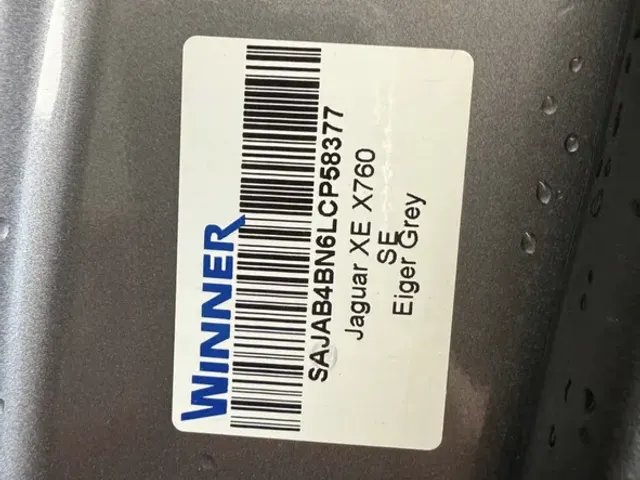 WINNER
SAJAB4BN6LCP58377
Jaguar XE X760
SE
Eiger Grey